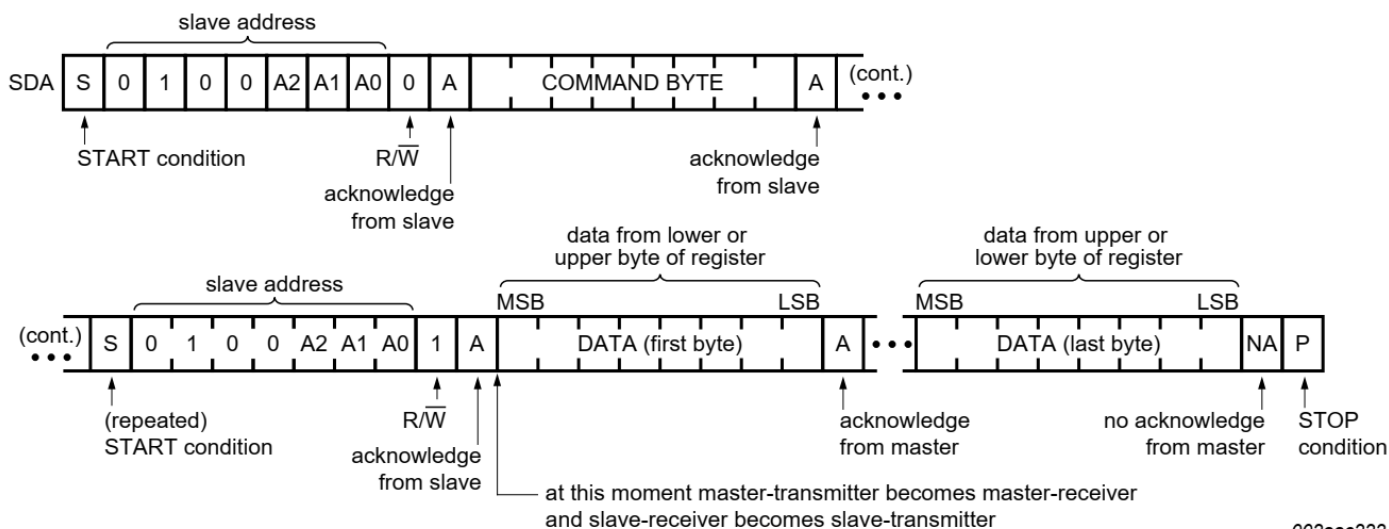 slave address
SDA S 0 1 0 0 A2 A1 A0 0 A COMMAND BYTE A (cont.)
START condition
R/W̅
acknowledge
from slave
acknowledge
from slave
data from lower or
upper byte of register
data from upper or
lower byte of register
slave address
MSB LSB MSB LSB
(cont.) S 0 1 0 0 A2 A1 A0 1 A DATA (first byte) A DATA (last byte) NA P
(repeated)
START condition
R/W̅
acknowledge
from slave
acknowledge
from master
no acknowledge
from master
STOP
condition
at this moment master-transmitter becomes master-receiver
and slave-receiver becomes slave-transmitter